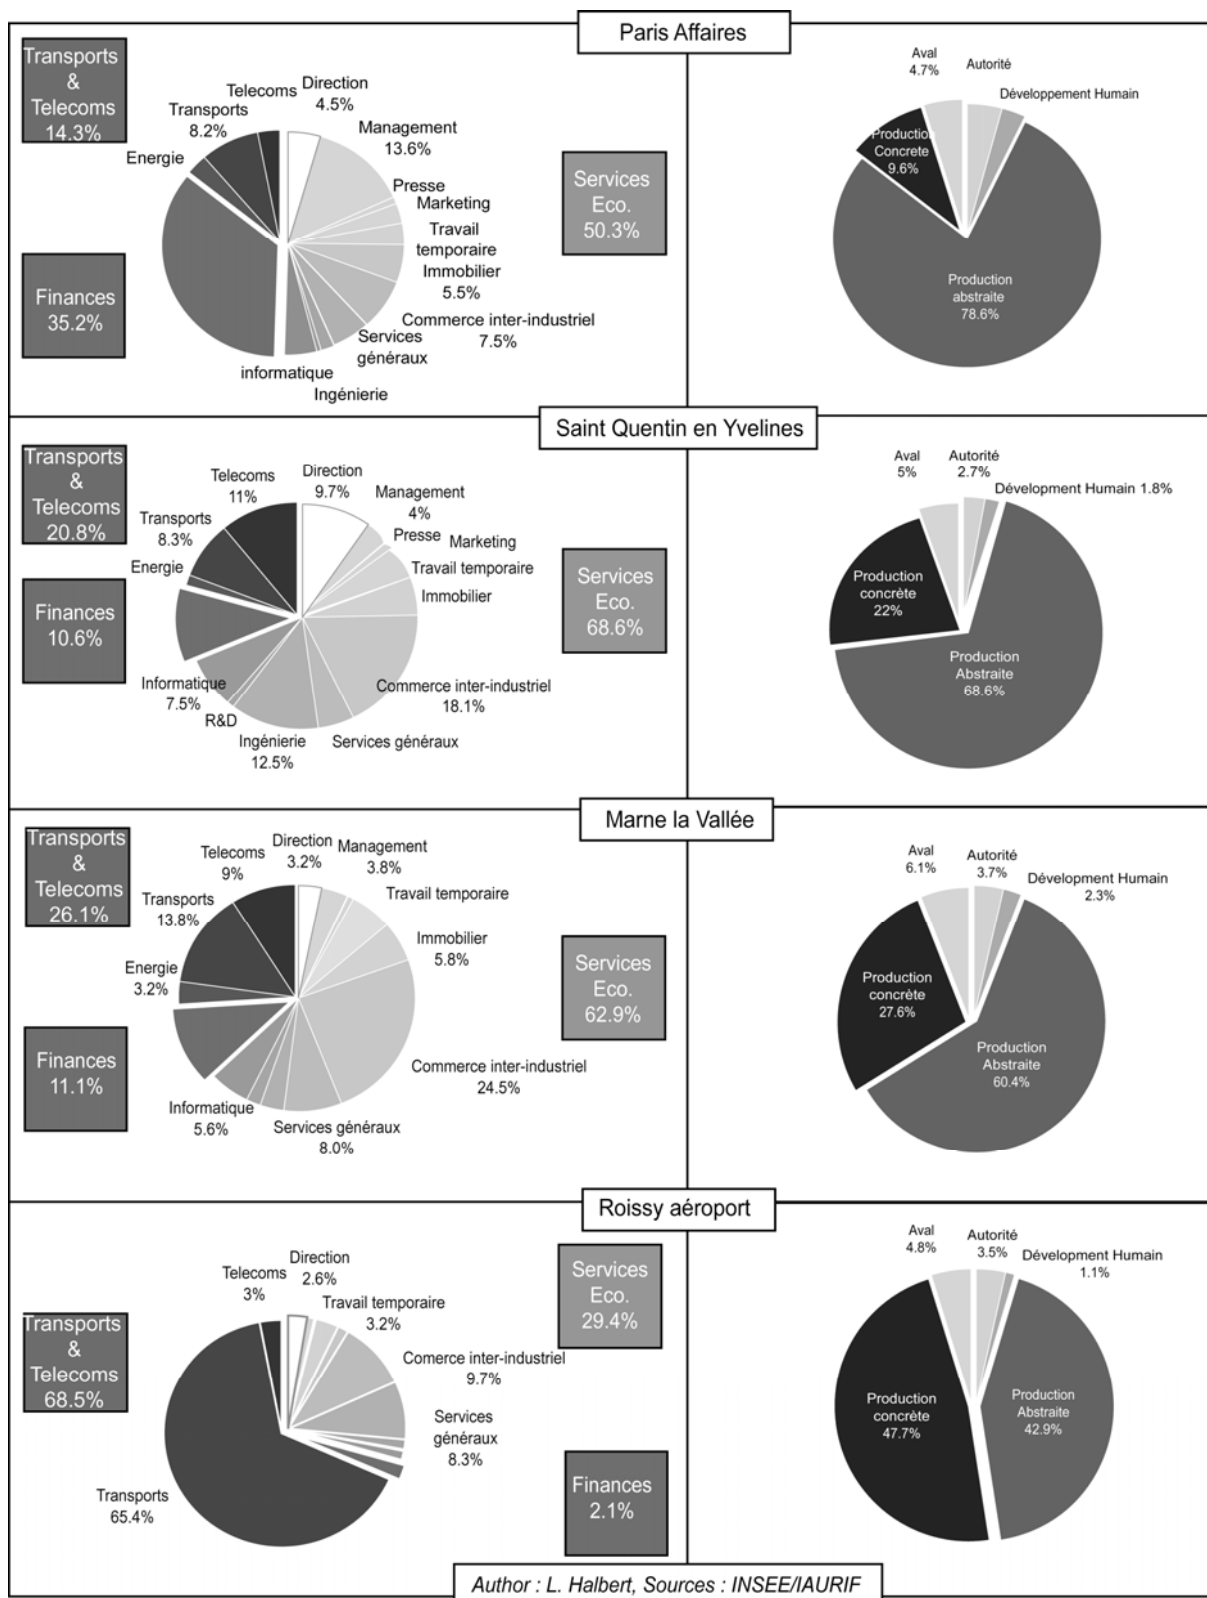 Paris Affaires
Transports
&
Telecoms
14.3%
Finances
35.2%
Telecoms
Direction
4.5%
Transports
8.2%
Energie
Management
13.6%
Presse
Marketing
Travail
temporaire
Immobilier
5.5%
Commerce inter-industriel
7.5%
Services
généraux
informatique
Ingénierie
Services
Eco.
50.3%
Aval
4.7%
Autorité
Développement Humain
Production
Concrete
9.6%
Production
abstraite
78.6%
Saint Quentin en Yvelines
Transports
&
Telecoms
20.8%
Finances
10.6%
Telecoms
11%
Direction
9.7%
Transports
8.3%
Energie
Management
4%
Presse
Marketing
Travail temporaire
Immobilier
Commerce inter-industriel
18.1%
Informatique
7.5%
R&D
Ingénierie
12.5%
Services généraux
Services
Eco.
68.6%
Aval
5%
Autorité
2.7%
Dévelopment Humain 1.8%
Production
concrète
22%
Production
Abstraite
68.6%
Marne la Vallée
Transports
&
Telecoms
26.1%
Finances
11.1%
Telecoms
9%
Direction
3.2%
Management
3.8%
Transports
13.8%
Energie
3.2%
Travail temporaire
Immobilier
5.8%
Commerce inter-industriel
24.5%
Informatique
5.6%
Services généraux
8.0%
Services
Eco.
62.9%
Aval
6.1%
Autorité
3.7%
Dévelopment Humain
2.3%
Production
concrète
27.6%
Production
Abstraite
60.4%
Roissy aéroport
Transports
&
Telecoms
68.5%
Telecoms
3%
Direction
2.6%
Travail temporaire
3.2%
Comerce inter-industriel
9.7%
Services
généraux
8.3%
Transports
65.4%
Services
Eco.
29.4%
Finances
2.1%
Aval
4.8%
Autorité
3.5%
Dévelopment Humain
1.1%
Production
concrète
47.7%
Production
Abstraite
42.9%
Author : L. Halbert, Sources : INSEE/IAURIF